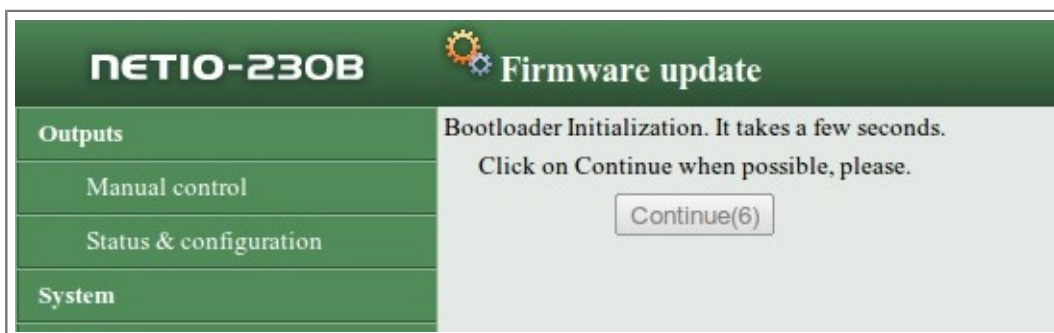 NETIO-230B
Firmware update
Outputs
Manual control
Status & configuration
System
Bootloader Initialization. It takes a few seconds.
Click on Continue when possible, please.
Continue(6)